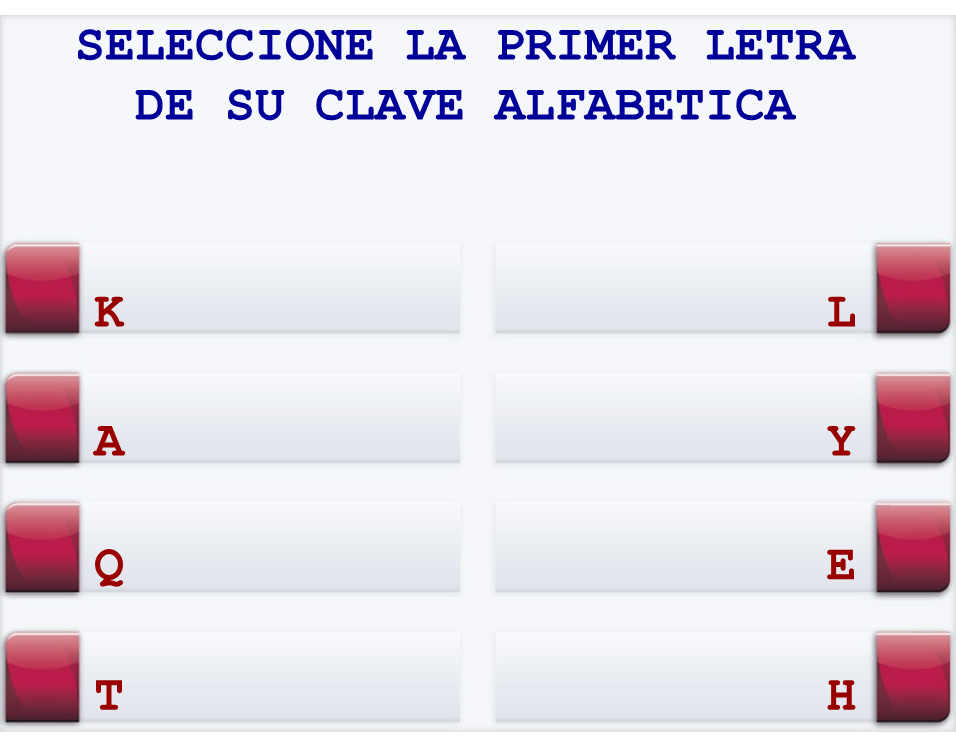 SELECCIONE LA PRIMER LETRA
DE SU CLAVE ALFABETICA
K L
A Y
Q E
T H